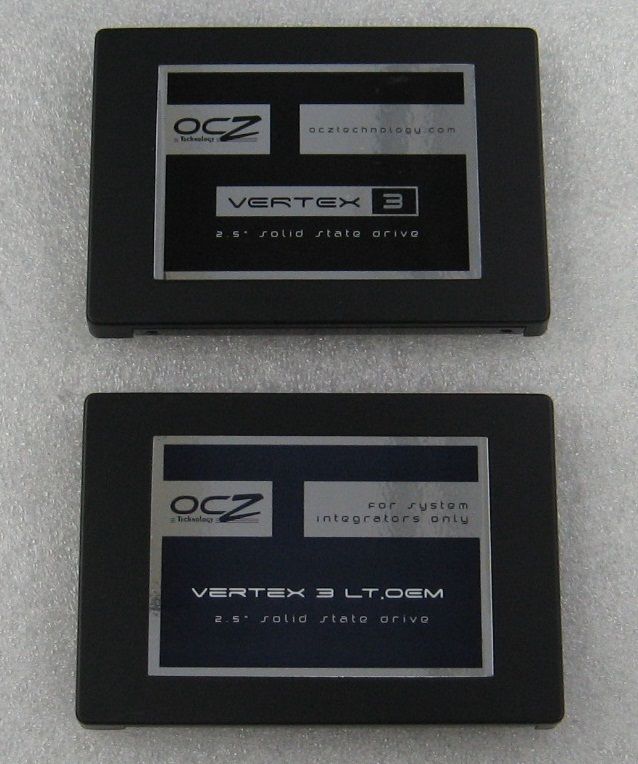 OCZ
Technology
ocztechnology.com
VERTEX 3
2.5" solid state drive
OCZ
Technology
For system
integrators only
VERTEX 3 LT.OEM
2.5" solid state drive